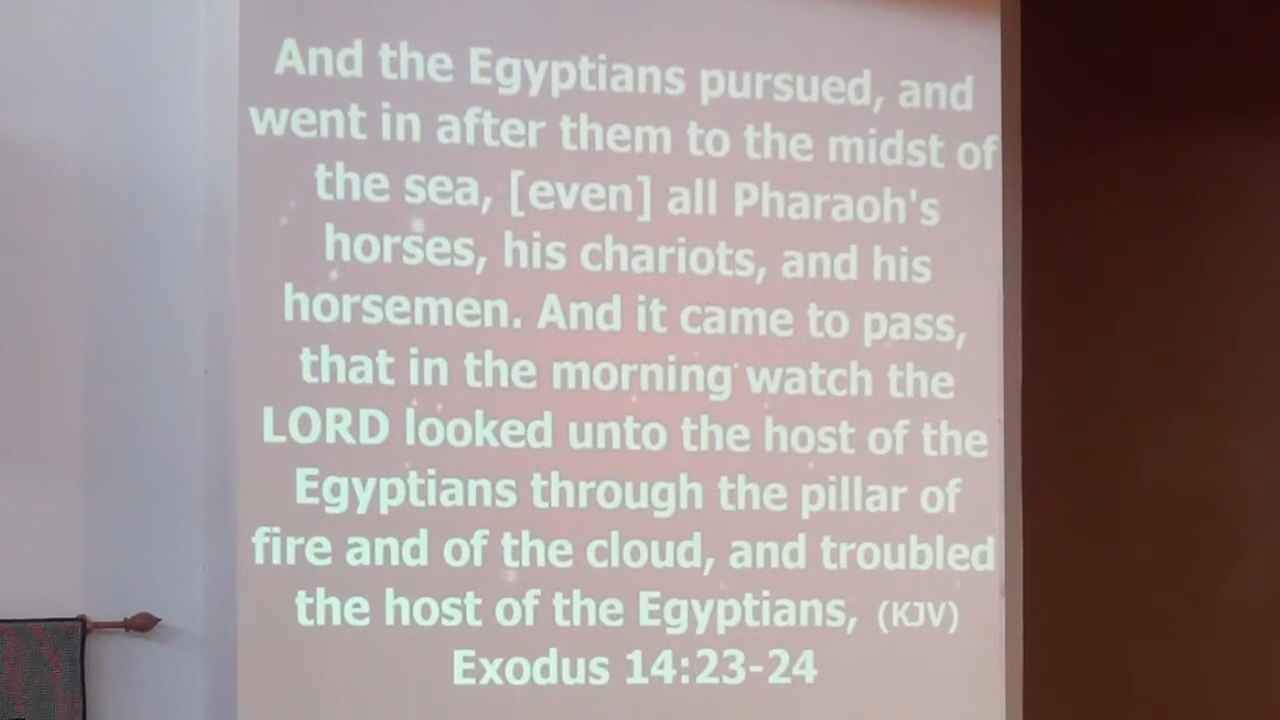 And the Egyptians pursued, and
went in after them to the midst of
the sea, [even] all Pharaoh's
horses, his chariots, and his
horsemen. And it came to pass,
that in the morning watch the
LORD looked unto the host of the
Egyptians through the pillar of
fire and of the cloud, and troubled
the host of the Egyptians, (KJV)
Exodus 14:23-24